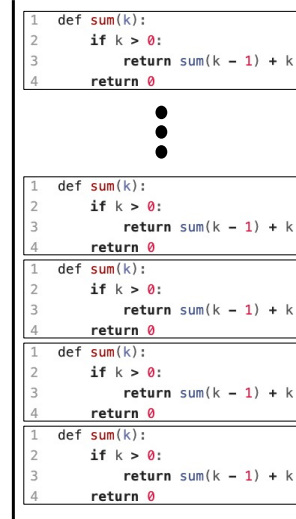 1 def sum(k):
2 if k > 0:
3 return sum(k - 1) + k
4 return 0
1 def sum(k):
2 if k > 0:
3 return sum(k - 1) + k
4 return 0
1 def sum(k):
2 if k > 0:
3 return sum(k - 1) + k
4 return 0
1 def sum(k):
2 if k > 0:
3 return sum(k - 1) + k
4 return 0
1 def sum(k):
2 if k > 0:
3 return sum(k - 1) + k
4 return 0